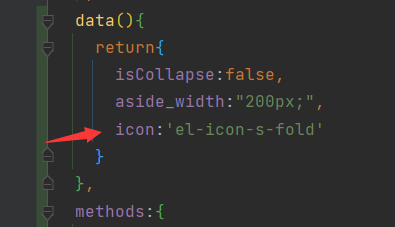 data(){
return{
isCollapse:false,
aside_width:"200px;",
icon:'el-icon-s-fold'
}
},
methods:{